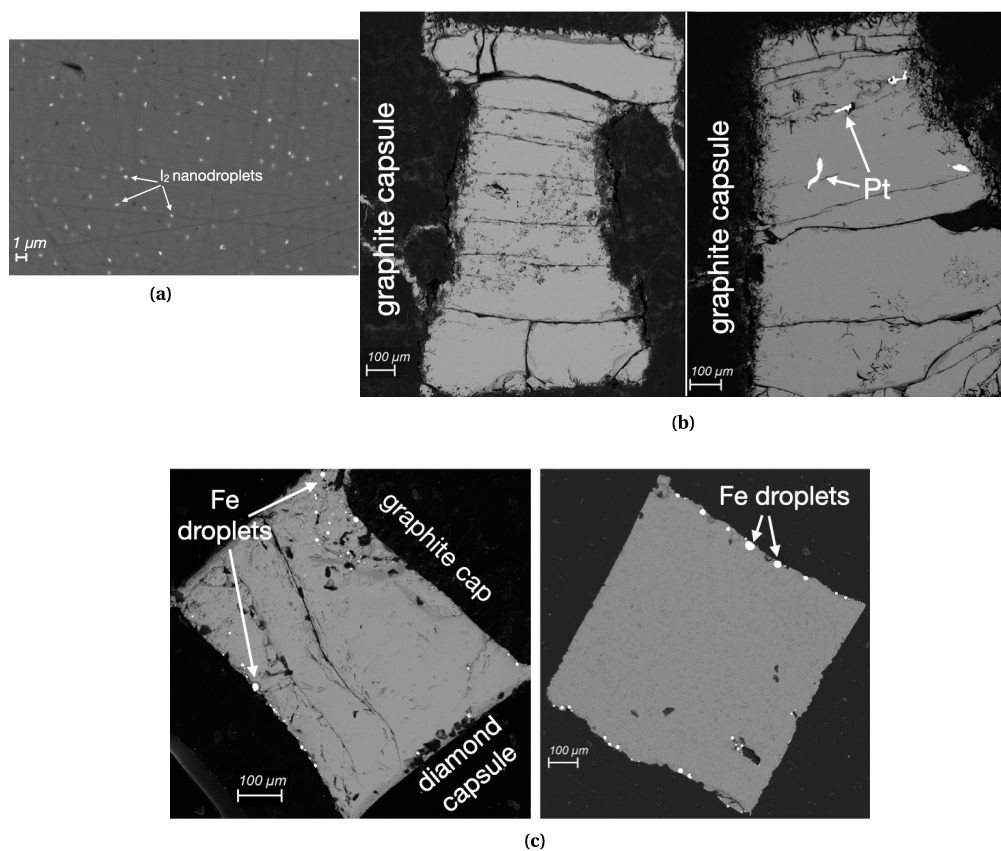 I₂ nanodroplets
1 µm
(a)
graphite capsule
100 µm
graphite capsule
Pt
100 µm
(b)
Fe
droplets
graphite cap
diamond
capsule
100 µm
Fe droplets
100 µm
(c)